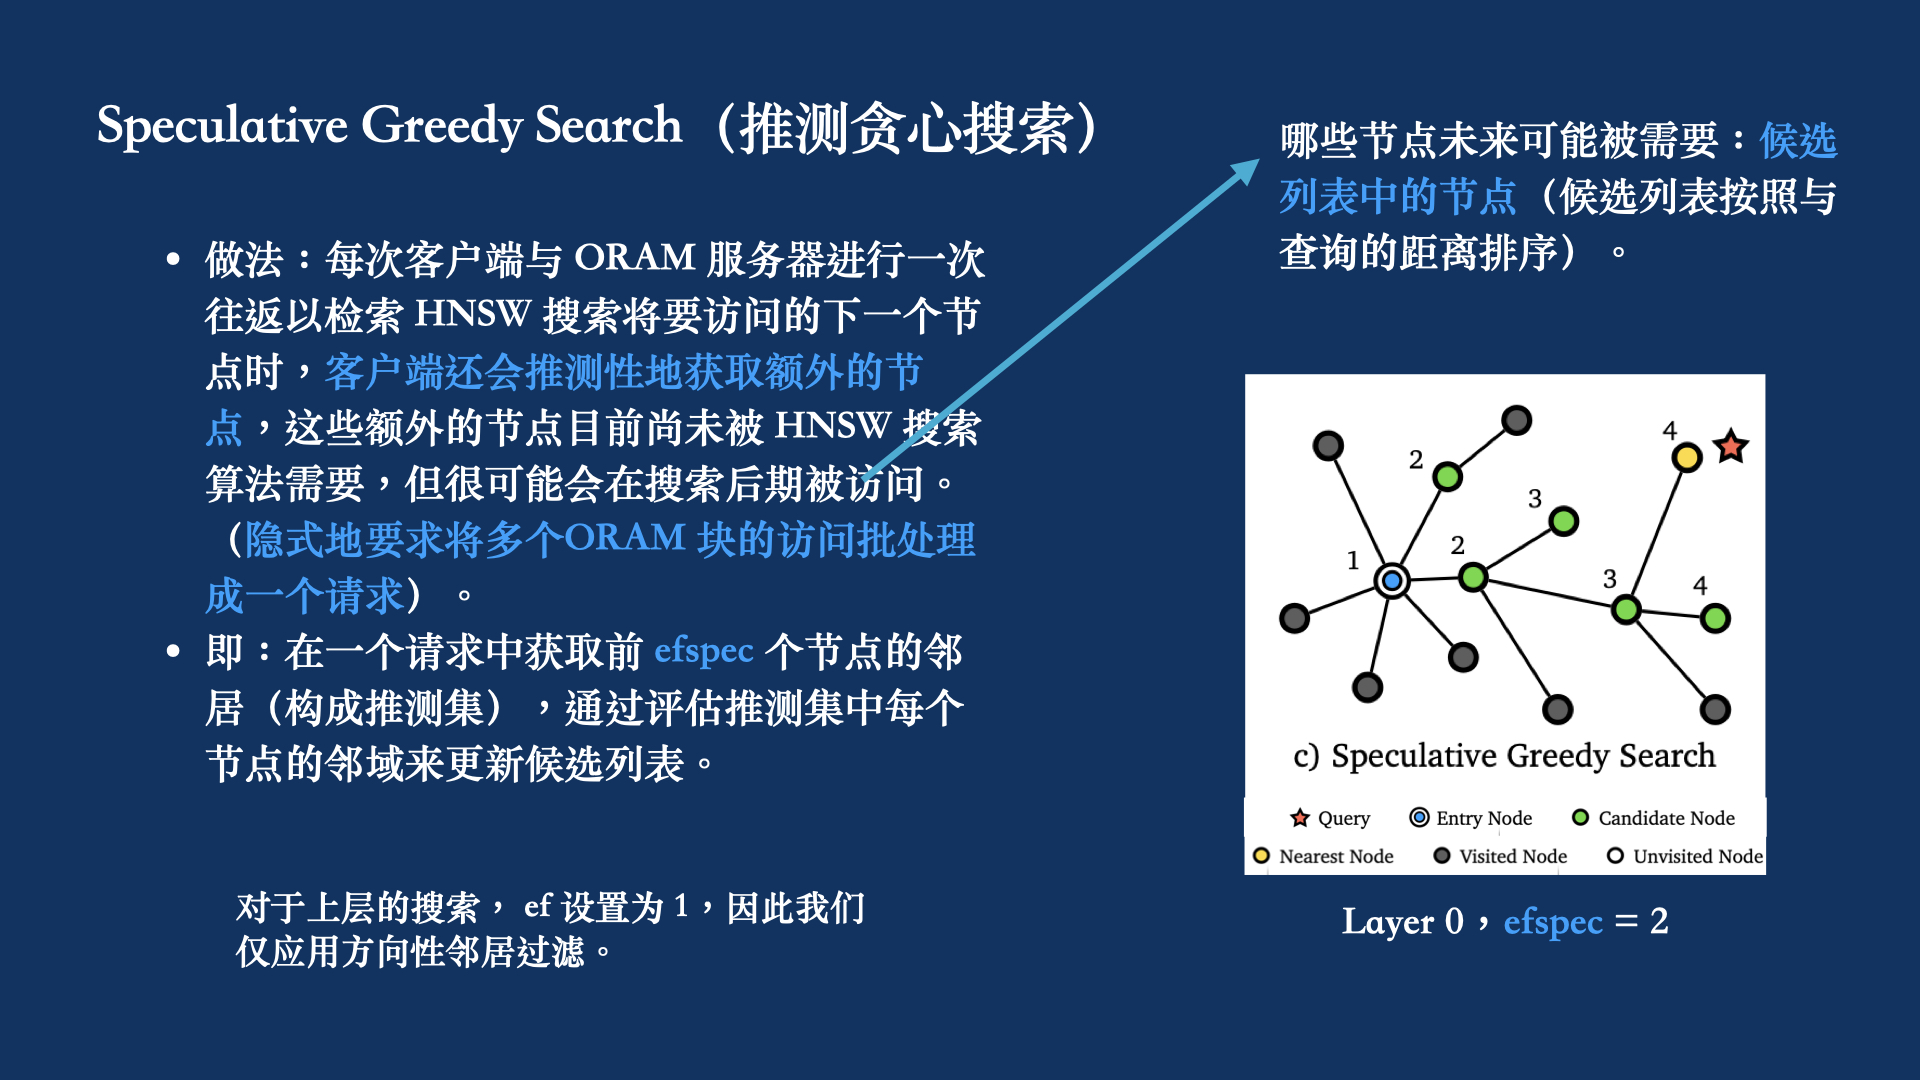 Speculative Greedy Search（推测贪心搜索）
• 做法：每次客户端与 ORAM 服务器进行一次
往返以检索 HNSW 搜索将要访问的下一个节
点时，客户端还会推测性地获取额外的节
点，这些额外的节点目前尚未被 HNSW 搜索
算法需要，但很可能会在搜索后期被访问。
（隐式地要求将多个ORAM 块的访问批处理
成一个请求）。
• 即：在一个请求中获取前 efspec 个节点的邻
居（构成推测集），通过评估推测集中每个
节点的邻域来更新候选列表。
对于上层的搜索， ef 设置为 1，因此我们
仅应用方向性邻居过滤。
哪些节点未来可能被需要：候选
列表中的节点（候选列表按照与
查询的距离排序）。
4
2
3
2
1
3
4
c) Speculative Greedy Search
Query Entry Node Candidate Node
Nearest Node Visited Node Unvisited Node
Layer 0，efspec = 2